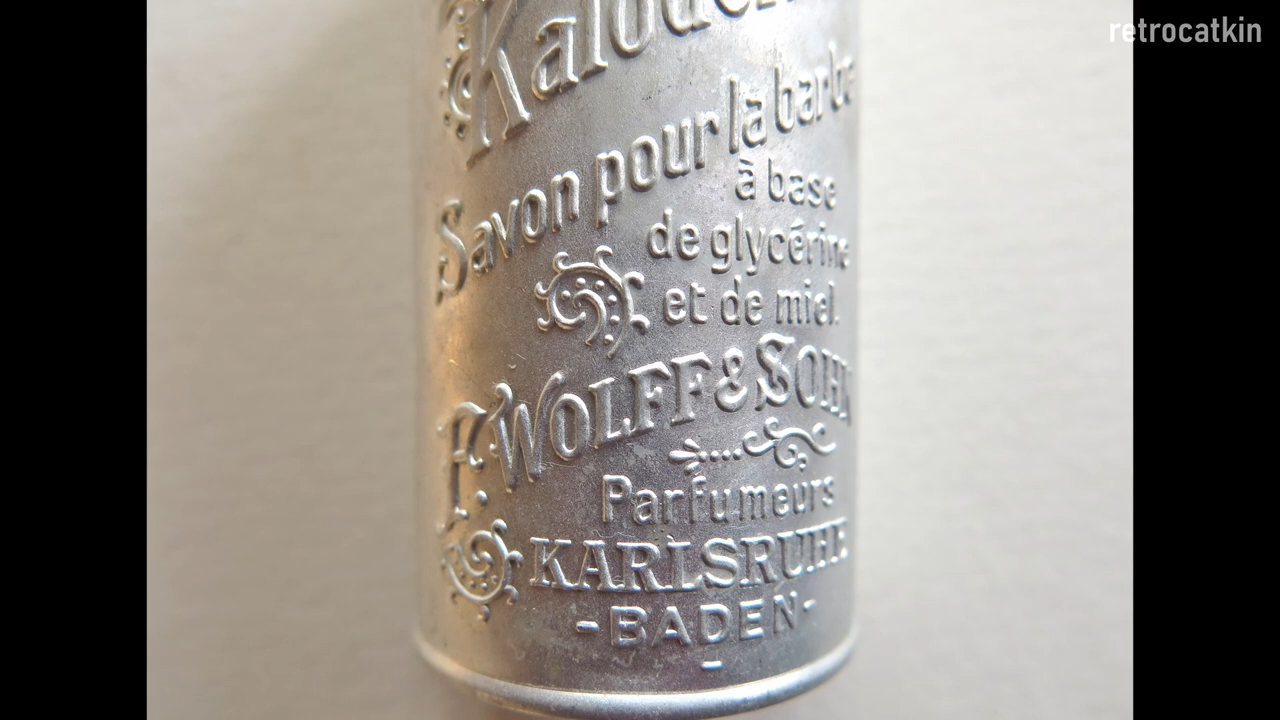 retrocatkin
Savon pour la barbe
à base
de glycérine
et de miel.
F. WOLFF & SOHN
Parfumeurs
KARLSRUHE
-BADEN-